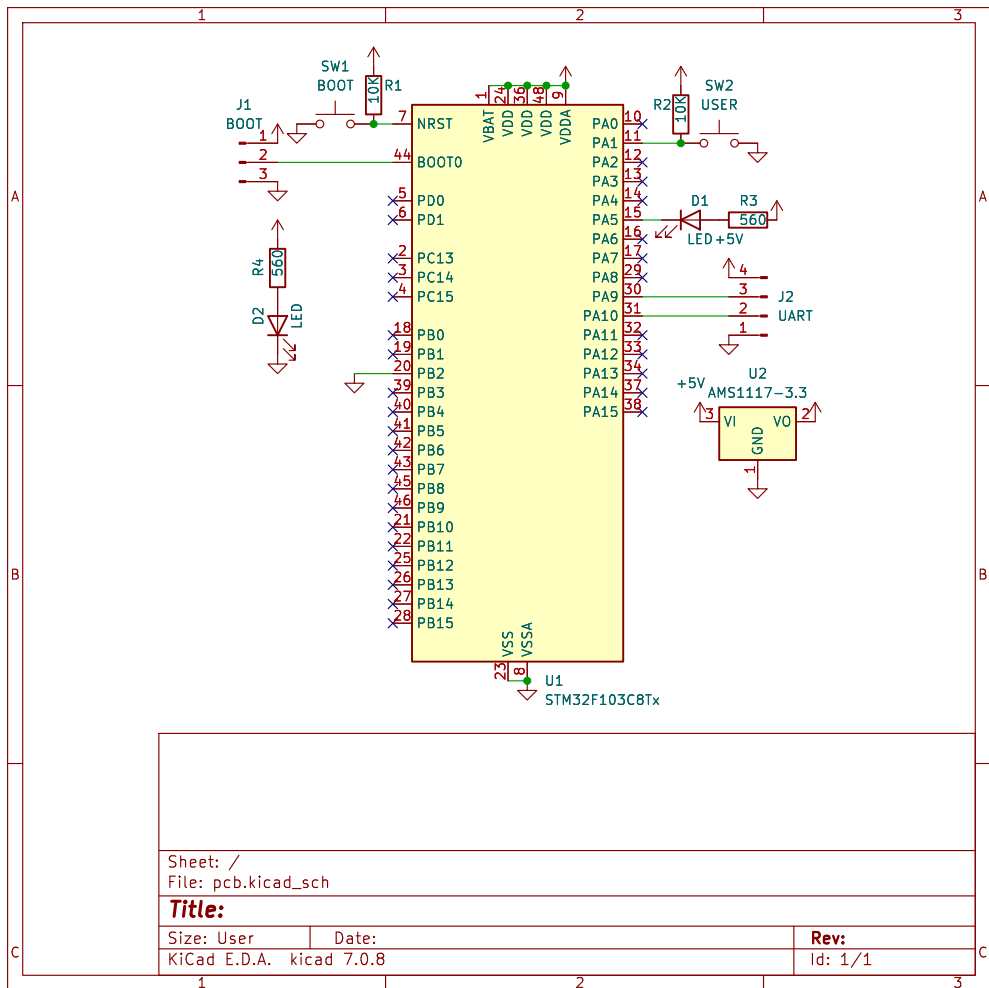 1 2 3
SW1
BOOT
R1
10K
J1
BOOT
1
2
3
7 NRST
44 BOOT0
5 PD0
6 PD1
2 PC13
3 PC14
4 PC15
18 PB0
19 PB1
20 PB2
39 PB3
40 PB4
41 PB5
42 PB6
43 PB7
45 PB8
46 PB9
21 PB10
22 PB11
25 PB12
26 PB13
27 PB14
28 PB15
1 VBAT
24 VDD
36 VDD
48 VDD
9 VDDA
PA0 10
PA1 11
PA2 12
PA3 13
PA4 14
PA5 15
PA6 16
PA7 17
PA8 29
PA9 30
PA10 31
PA11 32
PA12 33
PA13 34
PA14 37
PA15 38
23 VSS
8 VSSA
U1
STM32F103C8Tx
R2
10K
SW2
USER
D1
LED
R3
560
+5V
4
3
2
1
J2
UART
R4
560
D2
LED
U2
AMS1117-3.3
+5V
3 VI
VO 2
GND
1
A
B
C
A
B
C
Sheet: /
File: pcb.kicad_sch
Title:
Size: User Date: Rev:
KiCad E.D.A. kicad 7.0.8 Id: 1/1
1 2 3